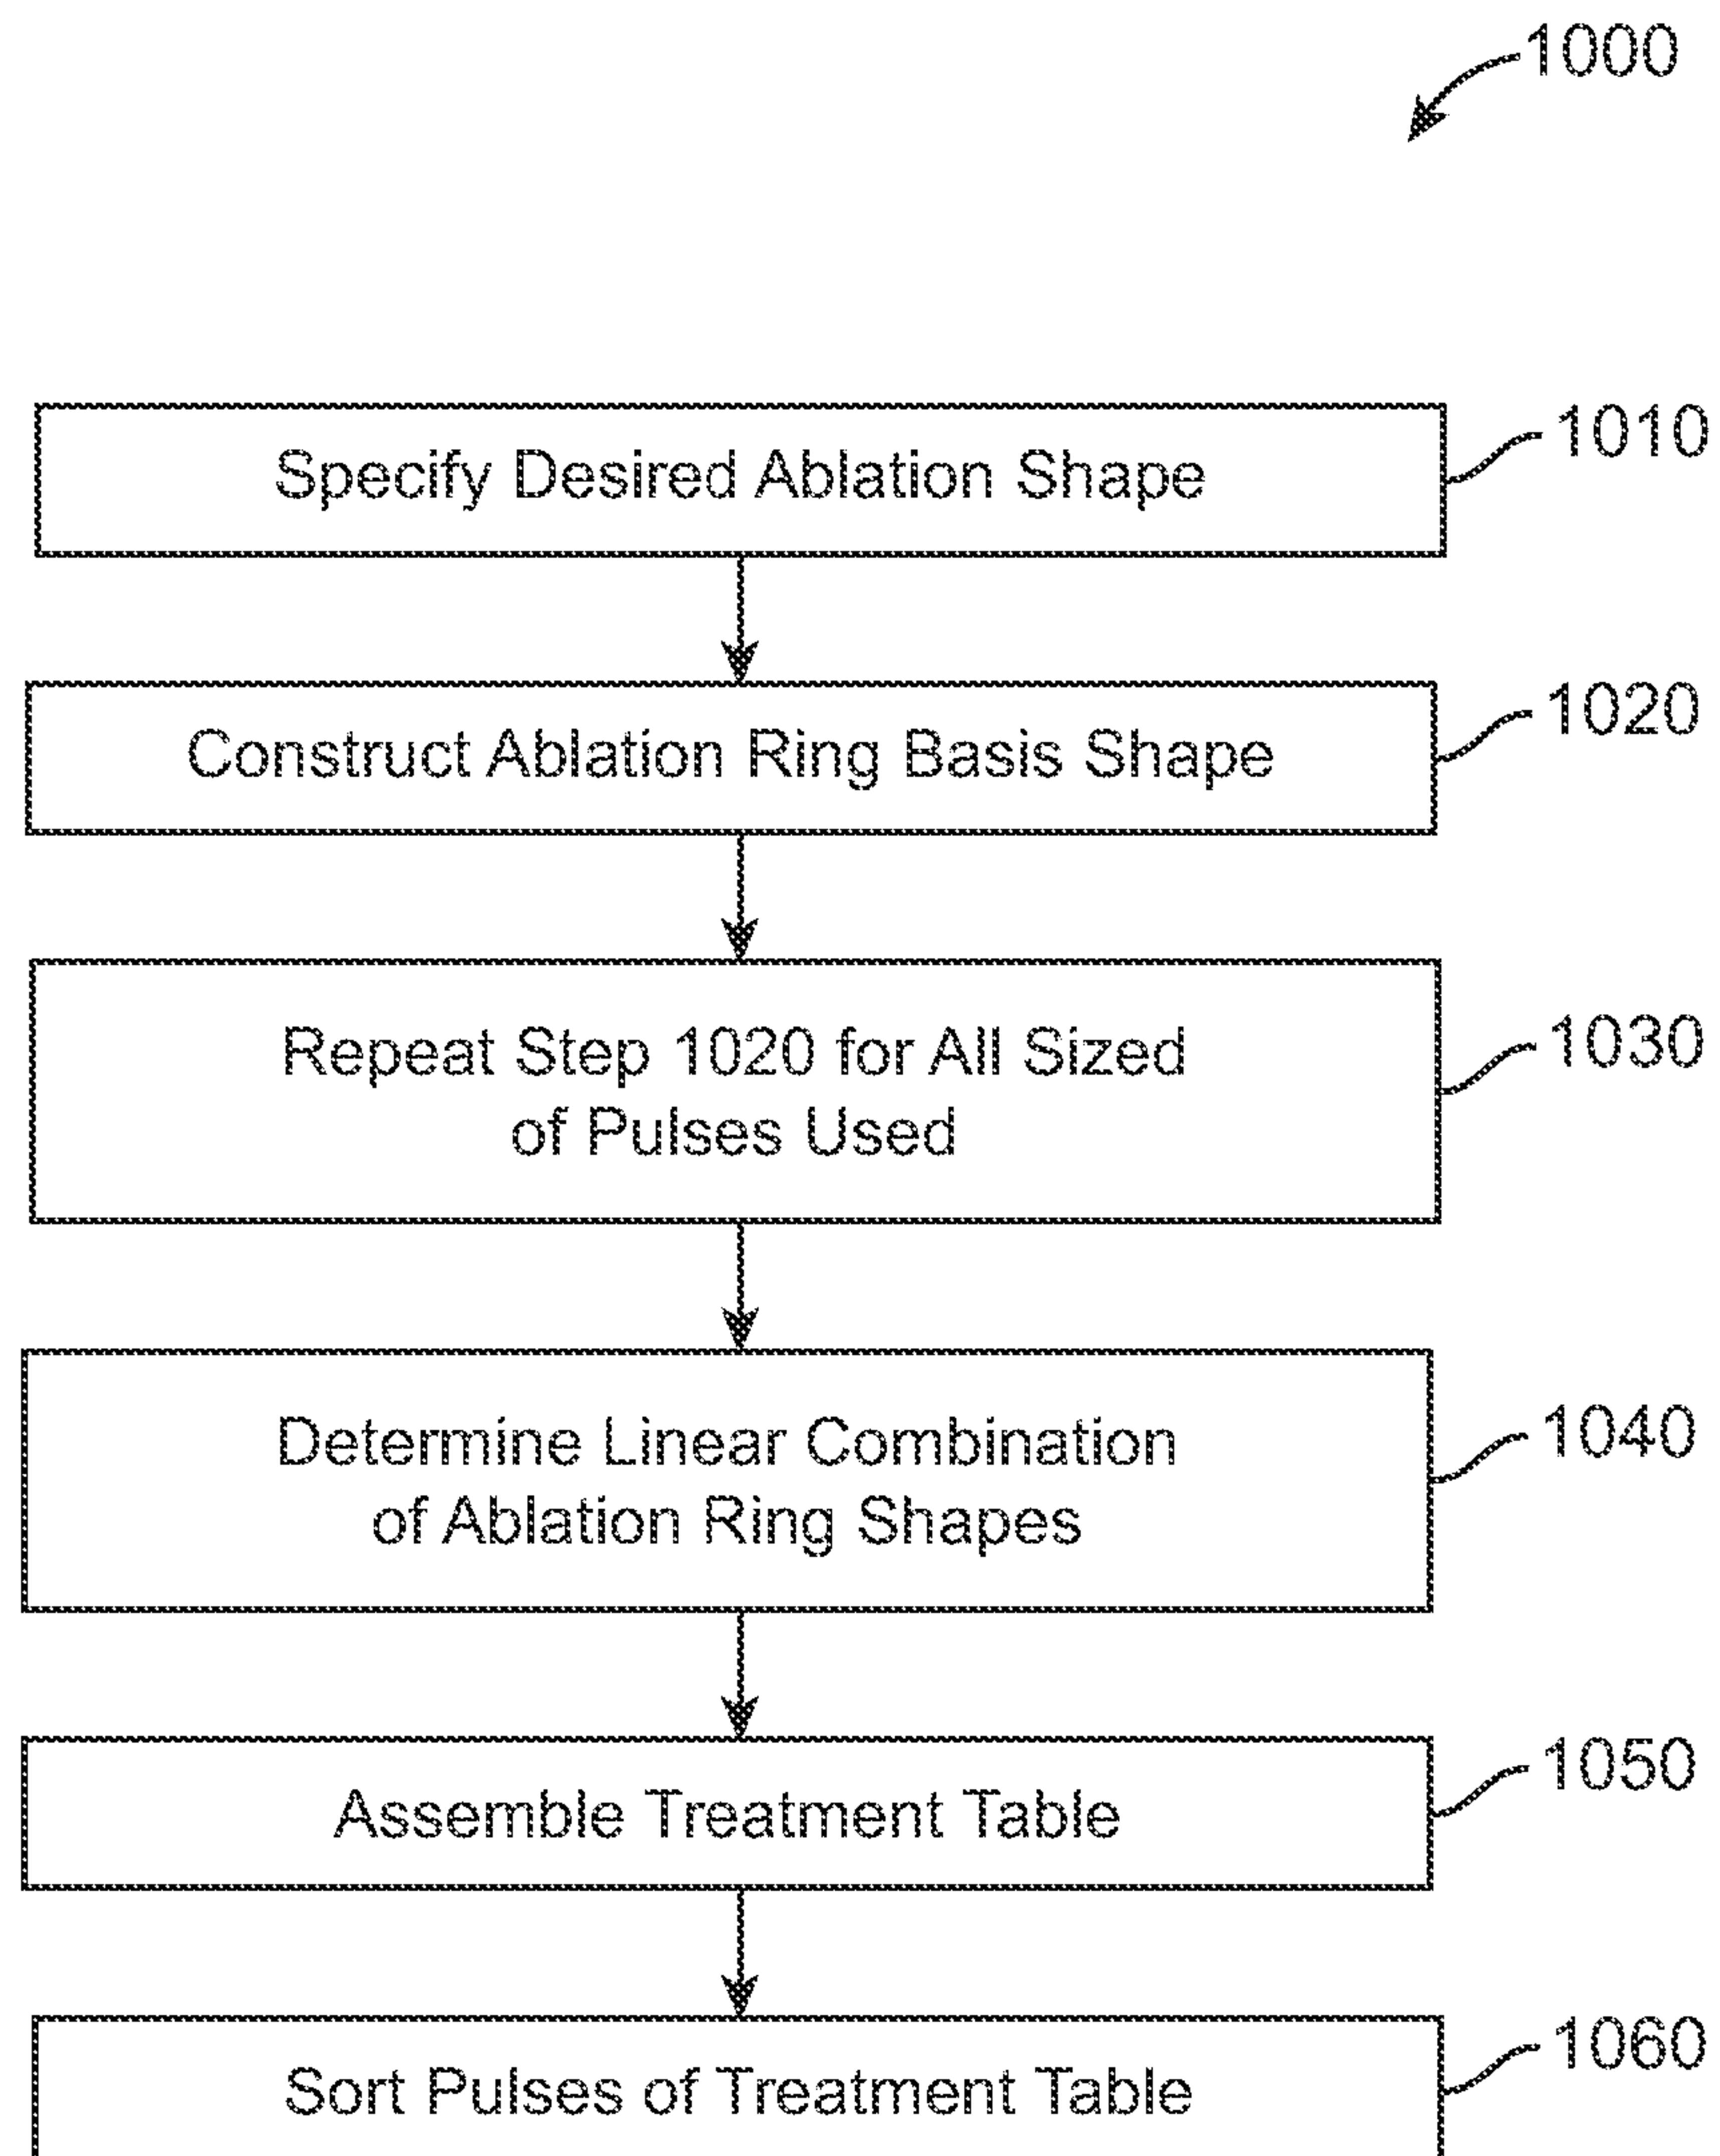 1000
Specify Desired Ablation Shape
1010
Construct Ablation Ring Basis Shape
1020
Repeat Step 1020 for All Sized
of Pulses Used
1030
Determine Linear Combination
of Ablation Ring Shapes
1040
Assemble Treatment Table
1050
Sort Pulses of Treatment Table
1060